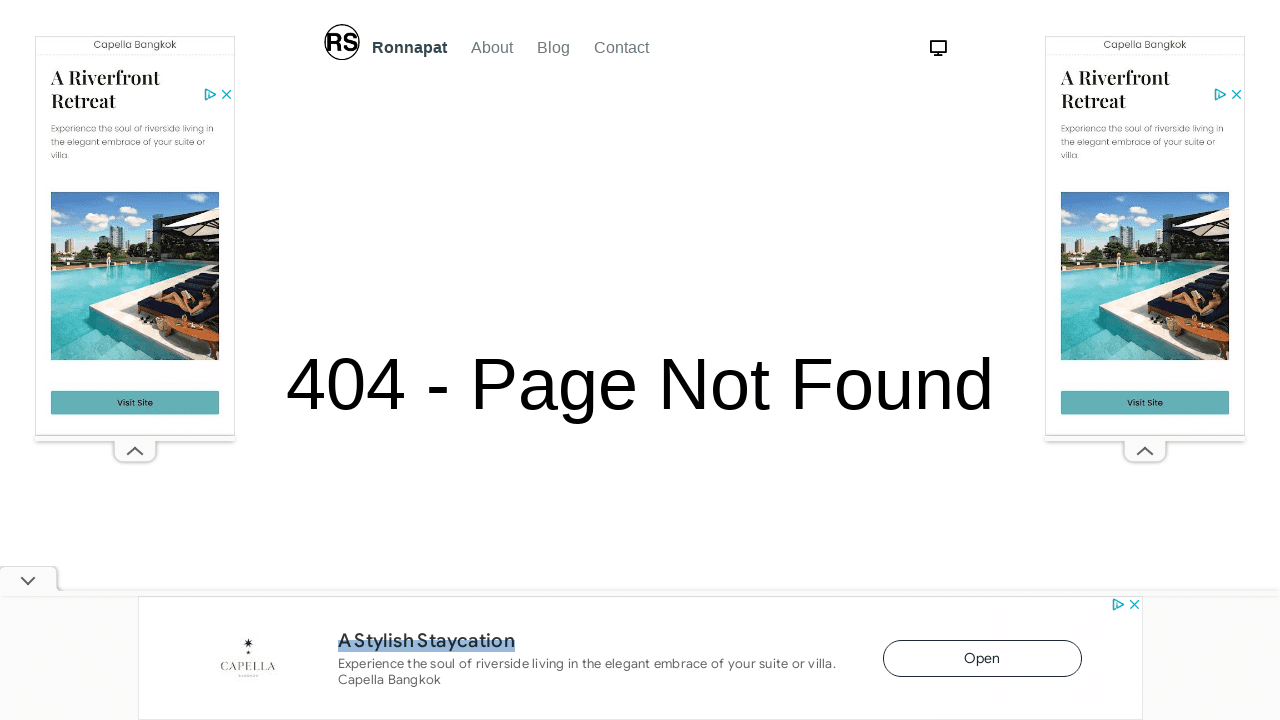 Capella Bangkok
A Riverfront
Retreat
Experience the soul of riverside living in
the elegant embrace of your suite or
villa.
Visit Site
RS
Ronnapat About Blog Contact
404 - Page Not Found
Capella Bangkok
A Riverfront
Retreat
Experience the soul of riverside living in
the elegant embrace of your suite or
villa.
Visit Site
CAPELLA
BANGKOK
A Stylish Staycation
Experience the soul of riverside living in the elegant embrace of your suite or villa.
Capella Bangkok
Open